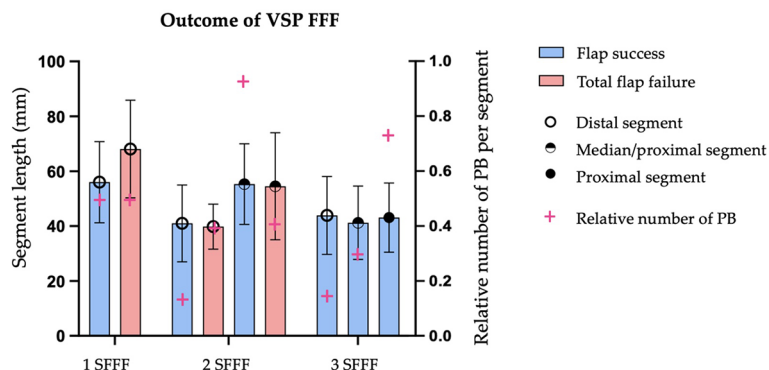 Outcome of VSP FFF
Segment length (mm)
100
80
60
40
20
0
1 SFFF
2 SFFF
3 SFFF
1.0
0.8
0.6
0.4
0.2
0.0
Relative number of PB per segment
Flap success
Total flap failure
Distal segment
Median/proximal segment
Proximal segment
Relative number of PB